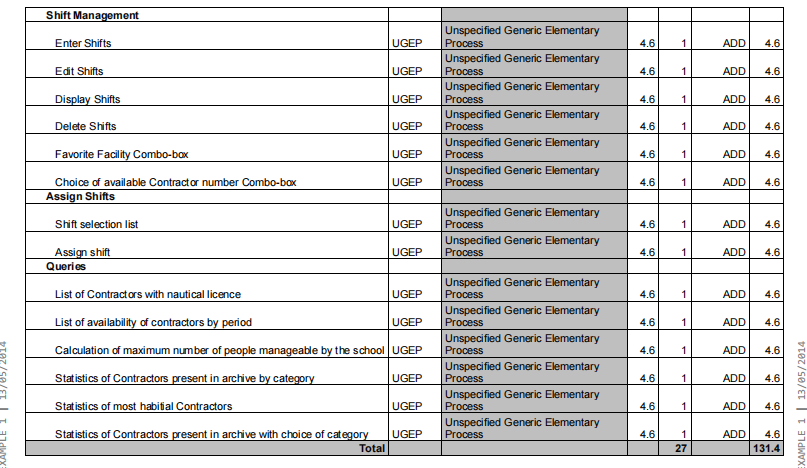 Shift Management
Enter Shifts UGEP Unspecified Generic Elementary Process 4.6 1 ADD 4.6
Edit Shifts UGEP Unspecified Generic Elementary Process 4.6 1 ADD 4.6
Display Shifts UGEP Unspecified Generic Elementary Process 4.6 1 ADD 4.6
Delete Shifts UGEP Unspecified Generic Elementary Process 4.6 1 ADD 4.6
Favorite Facility Combo-box UGEP Unspecified Generic Elementary Process 4.6 1 ADD 4.6
Choice of available Contractor number Combo-box UGEP Unspecified Generic Elementary Process 4.6 1 ADD 4.6
Assign Shifts
Shift selection list UGEP Unspecified Generic Elementary Process 4.6 1 ADD 4.6
Assign shift UGEP Unspecified Generic Elementary Process 4.6 1 ADD 4.6
Queries
List of Contractors with nautical licence UGEP Unspecified Generic Elementary Process 4.6 1 ADD 4.6
List of availability of contractors by period UGEP Unspecified Generic Elementary Process 4.6 1 ADD 4.6
Calculation of maximum number of people manageable by the school UGEP Unspecified Generic Elementary Process 4.6 1 ADD 4.6
Statistics of Contractors present in archive by category UGEP Unspecified Generic Elementary Process 4.6 1 ADD 4.6
Statistics of most habitial Contractors UGEP Unspecified Generic Elementary Process 4.6 1 ADD 4.6
Statistics of Contractors present in archive with choice of category UGEP Unspecified Generic Elementary Process 4.6 1 ADD 4.6
Total 27 131.4
EXAMPLE 1 | 13/05/2014
EXAMPLE 1 | 13/05/2014